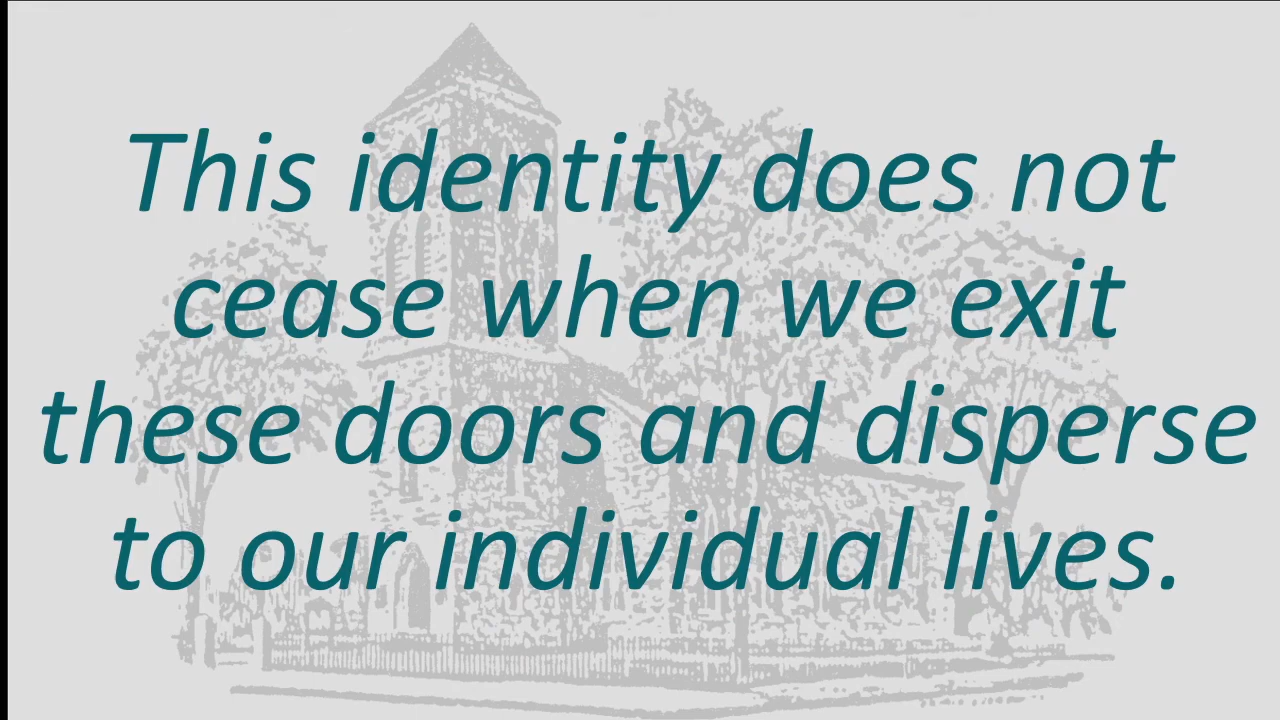 This identity does not
cease when we exit
these doors and disperse
to our individual lives.